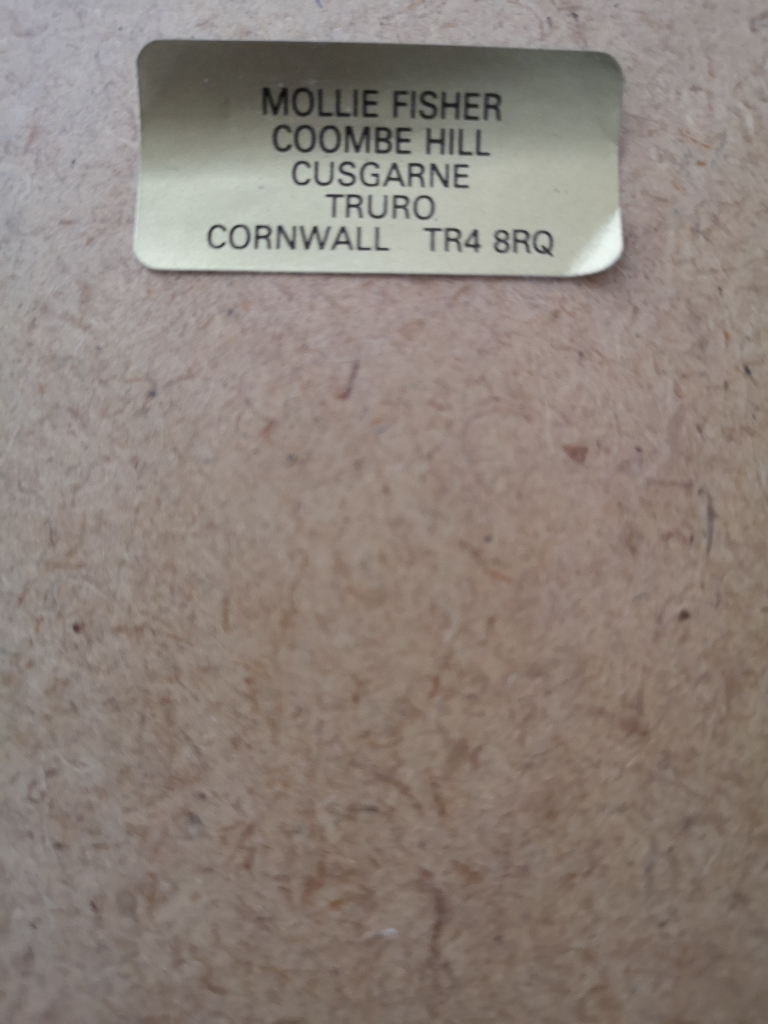 MOLLIE FISHER
COOMBE HILL
CUSGARNE
TRURO
CORNWALL TR4 8RQ